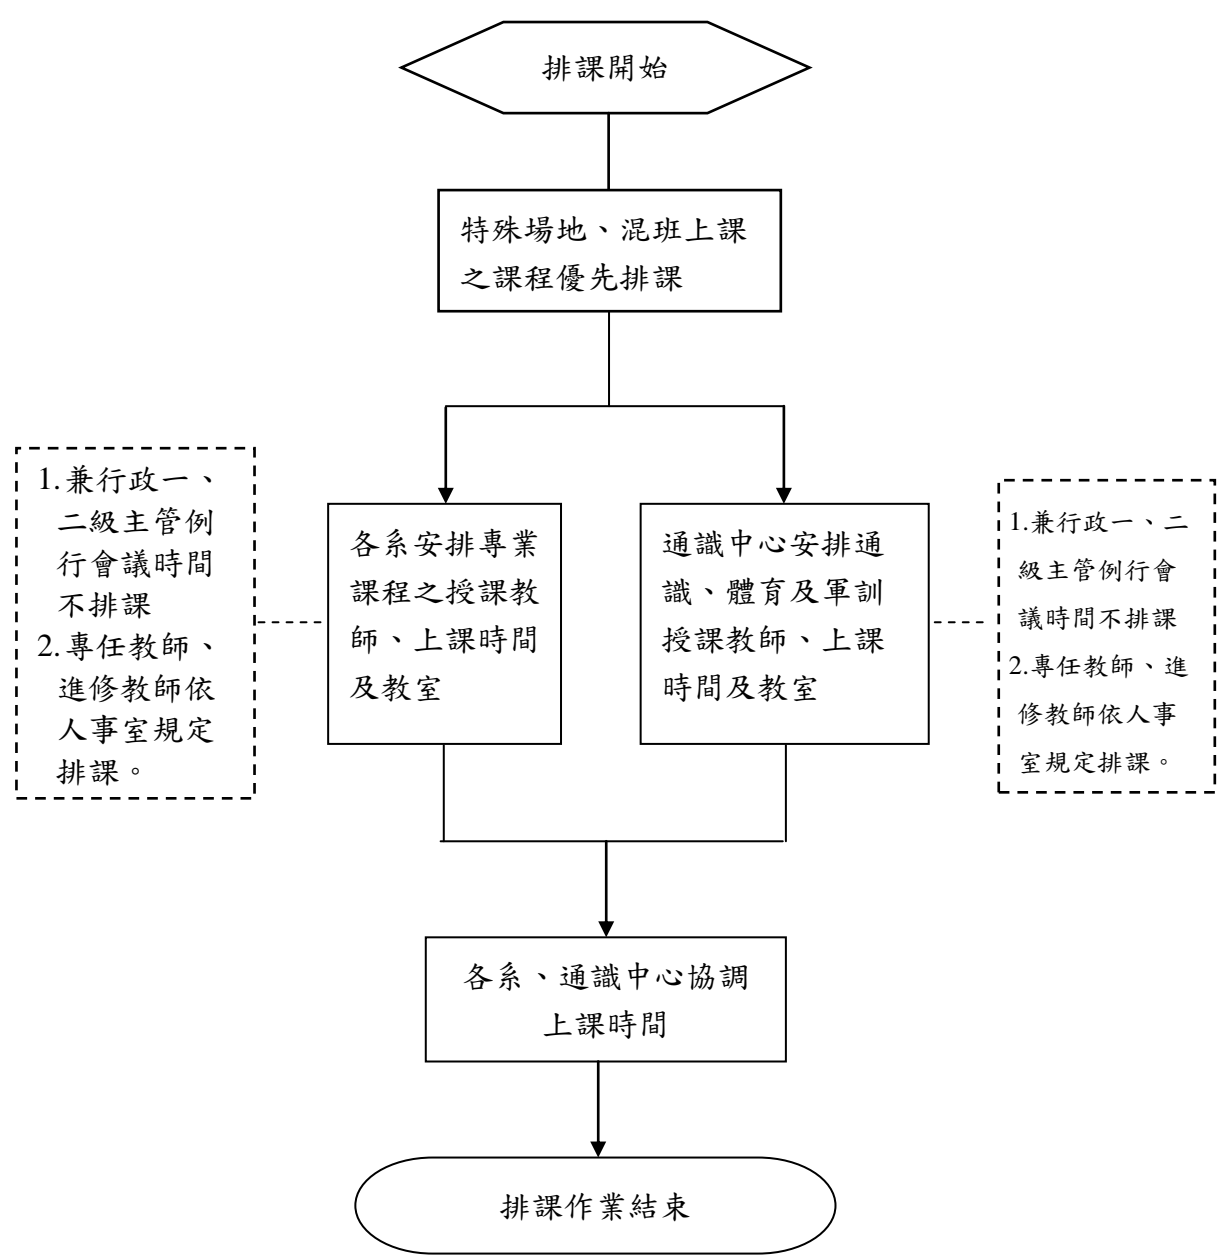 排課開始
特殊場地、混班上課
之課程優先排課
1.兼行政一、
二級主管例
行會議時間
不排課
2.專任教師、
進修教師依
人事室規定
排課。
各系安排專業
課程之授課教
師、上課時間
及教室
通識中心安排通
識、體育及軍訓
授課教師、上課
時間及教室
1.兼行政一、二
級主管例行會
議時間不排課
2.專任教師、進
修教師依人事
室規定排課。
各系、通識中心協調
上課時間
排課作業結束